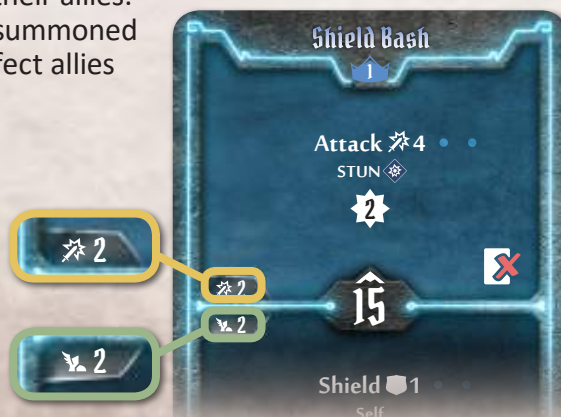 their allies.
summoned
fect allies
Shield Bash
1
Attack 4
STUN
2
2
2
15
2
2
Shield 1
Self